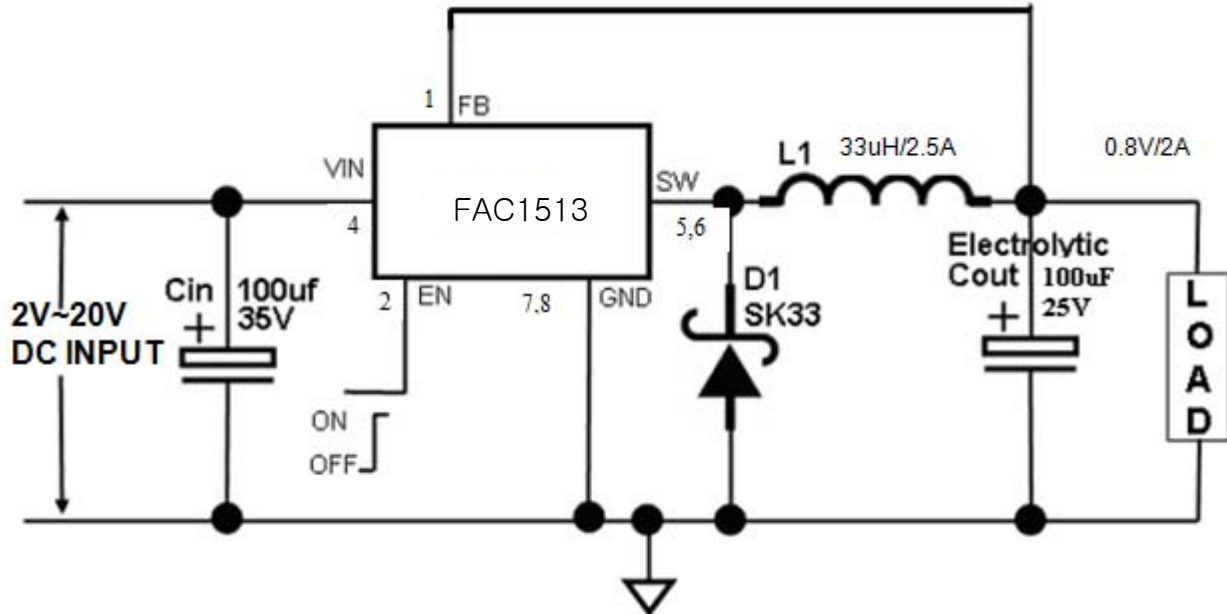 1
FB
VIN
FAC1513
SW
4
5,6
L1
33uH/2.5A
0.8V/2A
2V~20V
DC INPUT
Cin
100uf
35V
+
2
EN
7,8
GND
D1
SK33
Electrolytic
Cout
100uF
25V
+
L
O
A
D
ON
OFF